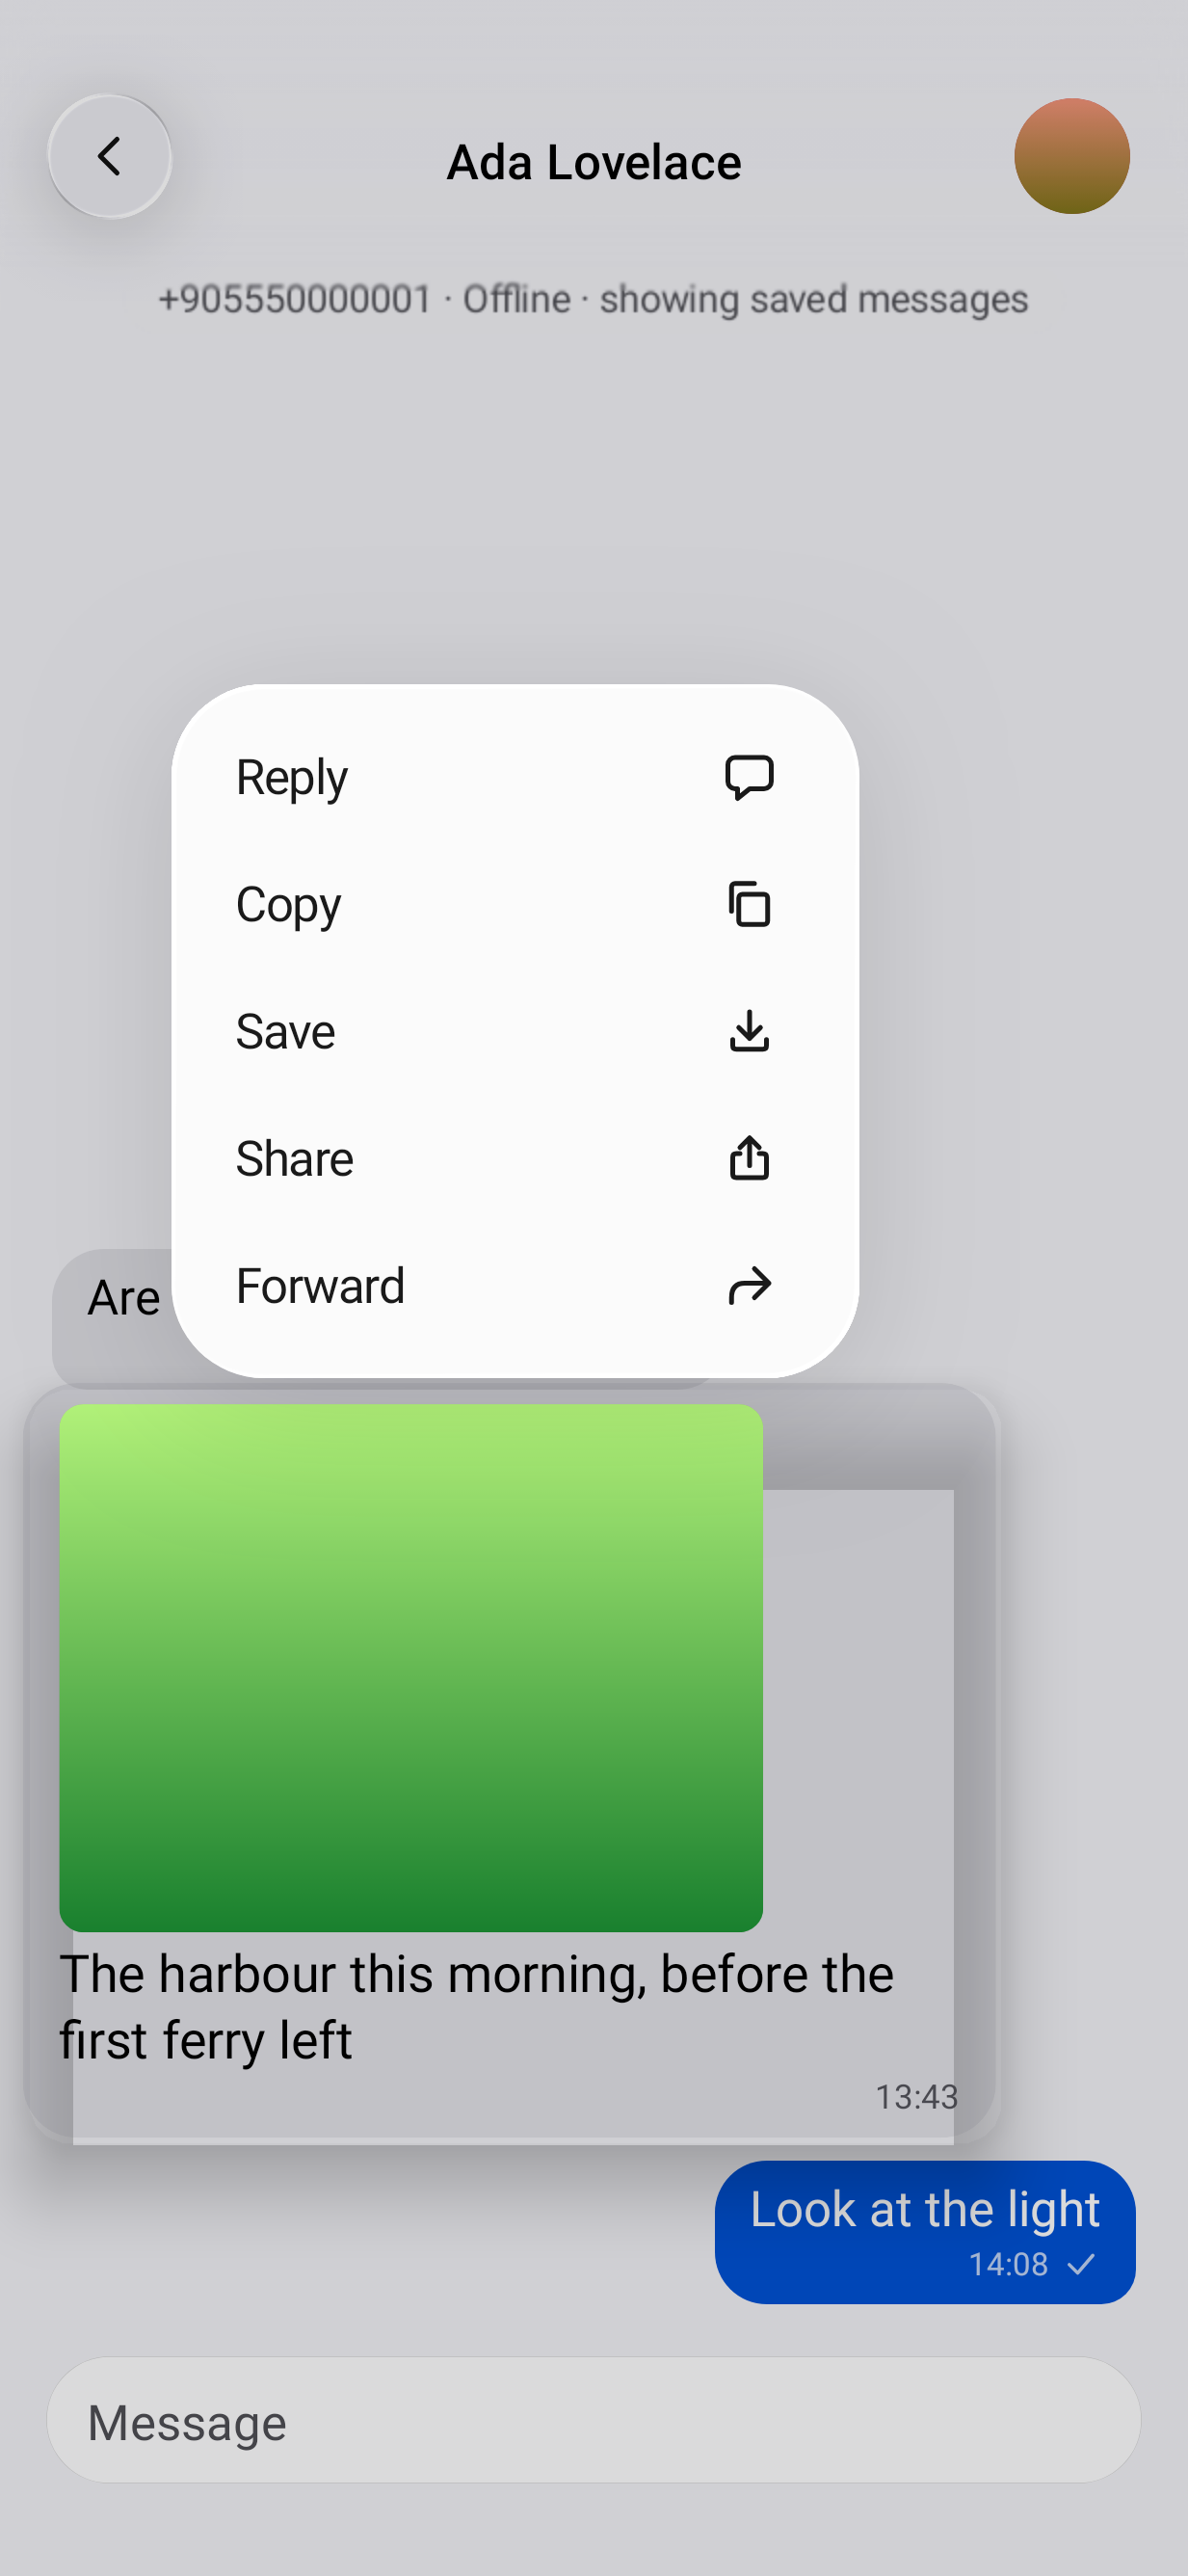 Ada Lovelace
+905550000001 · Offline · showing saved messages
Reply
Copy
Save
Share
Forward
Are
The harbour this morning, before the
first ferry left
13:43
Look at the light
14:08
Message